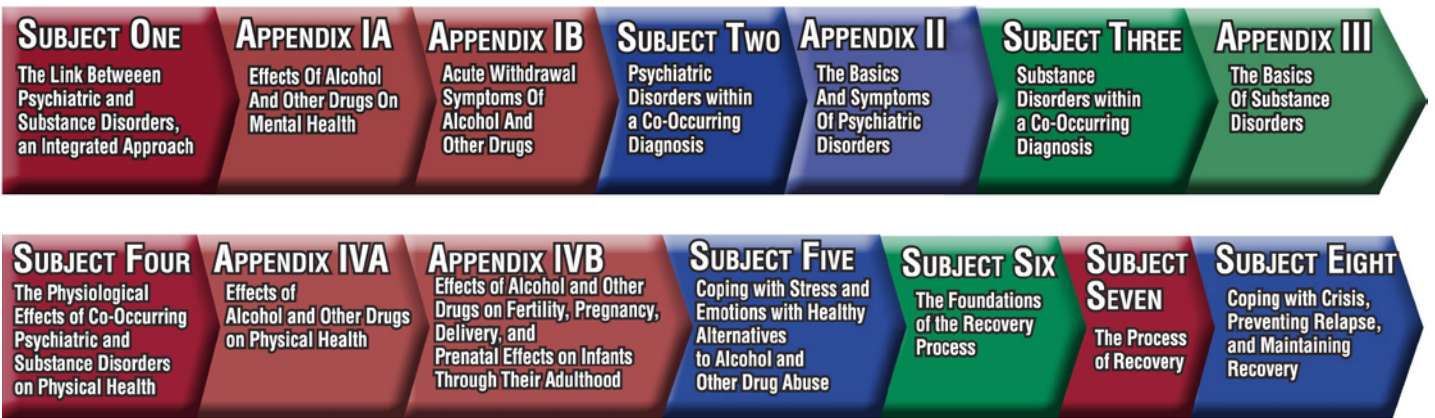 SUBJECT ONE
The Link Betweeen
Psychiatric and
Substance Disorders,
an Integrated Approach
APPENDIX IA
Effects Of Alcohol
And Other Drugs On
Mental Health
APPENDIX IB
Acute Withdrawal
Symptoms Of
Alcohol And
Other Drugs
SUBJECT TWO
Psychiatric
Disorders within
a Co-Occurring
Diagnosis
APPENDIX II
The Basics
And Symptoms
Of Psychiatric
Disorders
SUBJECT THREE
Substance
Disorders within
a Co-Occurring
Diagnosis
APPENDIX III
The Basics
Of Substance
Disorders
SUBJECT FOUR
The Physiological
Effects of Co-Occurring
Psychiatric and
Substance Disorders
on Physical Health
APPENDIX IVA
Effects of
Alcohol and Other Drugs
on Physical Health
APPENDIX IVB
Effects of Alcohol and Other
Drugs on Fertility, Pregnancy,
Delivery, and
Prenatal Effects on Infants
Through Their Adulthood
SUBJECT FIVE
Coping with Stress and
Emotions with Healthy
Alternatives
to Alcohol and
Other Drug Abuse
SUBJECT SIX
The Foundations
of the Recovery
Process
SUBJECT
SEVEN
The Process
of Recovery
SUBJECT EIGHT
Coping with Crisis,
Preventing Relapse,
and Maintaining
Recovery